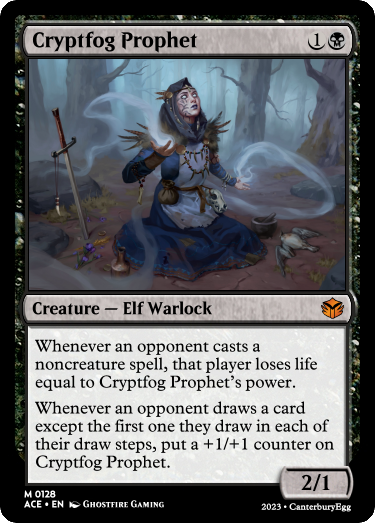 Cryptfog Prophet 1
Creature — Elf Warlock
Whenever an opponent casts a
noncreature spell, that player loses life
equal to Cryptfog Prophet's power.
Whenever an opponent draws a card
except the first one they draw in each of
their draw steps, put a +1/+1 counter on
Cryptfog Prophet.
2/1
M 0128
ACE • EN GHOSTFIRE GAMING
2023 • CanterburyEgg